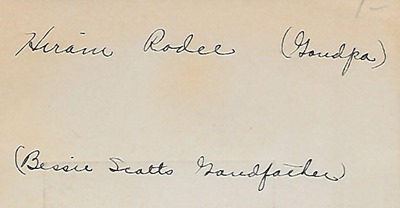 Hiram Rodee (Grandpa)
(Bessie Scotts Grandfather)